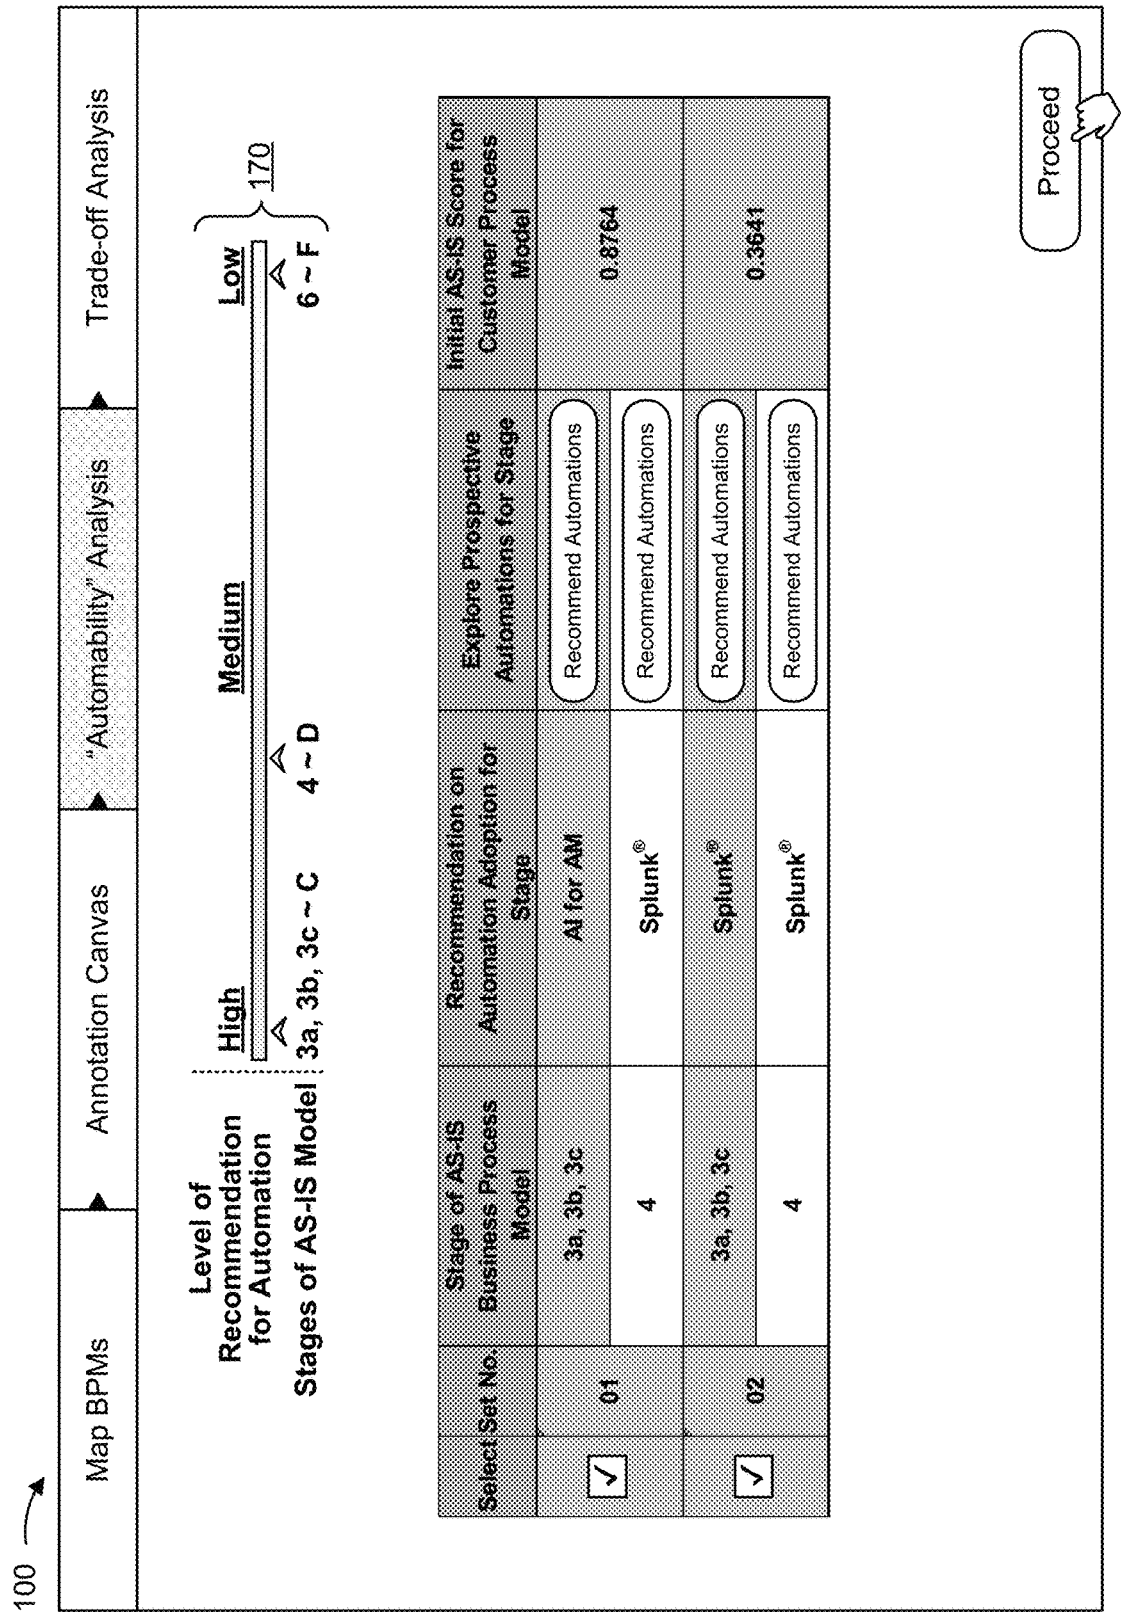 100
Map BPMs
Annotation Canvas
"Automability" Analysis
Trade-off Analysis
Level of
Recommendation
for Automation
High
Medium
Low
170
Stages of AS-IS Model
3a, 3b, 3c ~ C
4 ~ D
6 ~ F
Select
Set No.
Stage of AS-IS
Business Process
Model
Recommendation on
Automation Adoption for
Stage
Explore Prospective
Automations for Stage
Initial AS-IS Score for
Customer Process
Model
✓
01
3a, 3b, 3c
AI for AM
Recommend Automations
0.8764
4
Splunk®
Recommend Automations
✓
02
3a, 3b, 3c
Splunk®
Recommend Automations
0.3641
4
Splunk®
Recommend Automations
Proceed